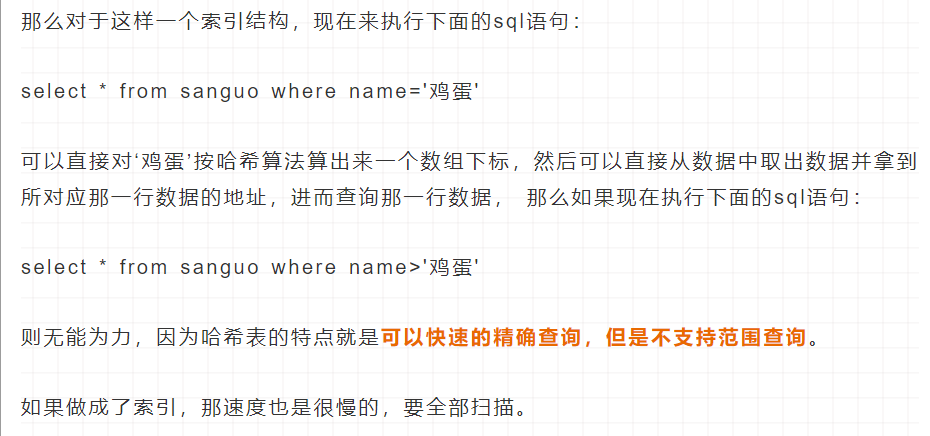 那么对于这样一个索引结构，现在来执行下面的sql语句：
select * from sanguo where name='鸡蛋'
可以直接对‘鸡蛋’按哈希算法算出来一个数组下标，然后可以直接从数据中取出数据并拿到
所对应那一行数据的地址，进而查询那一行数据， 那么如果现在执行下面的sql语句：
select * from sanguo where name>'鸡蛋'
则无能为力，因为哈希表的特点就是可以快速的精确查询，但是不支持范围查询。
如果做成了索引，那速度也是很慢的，要全部扫描。